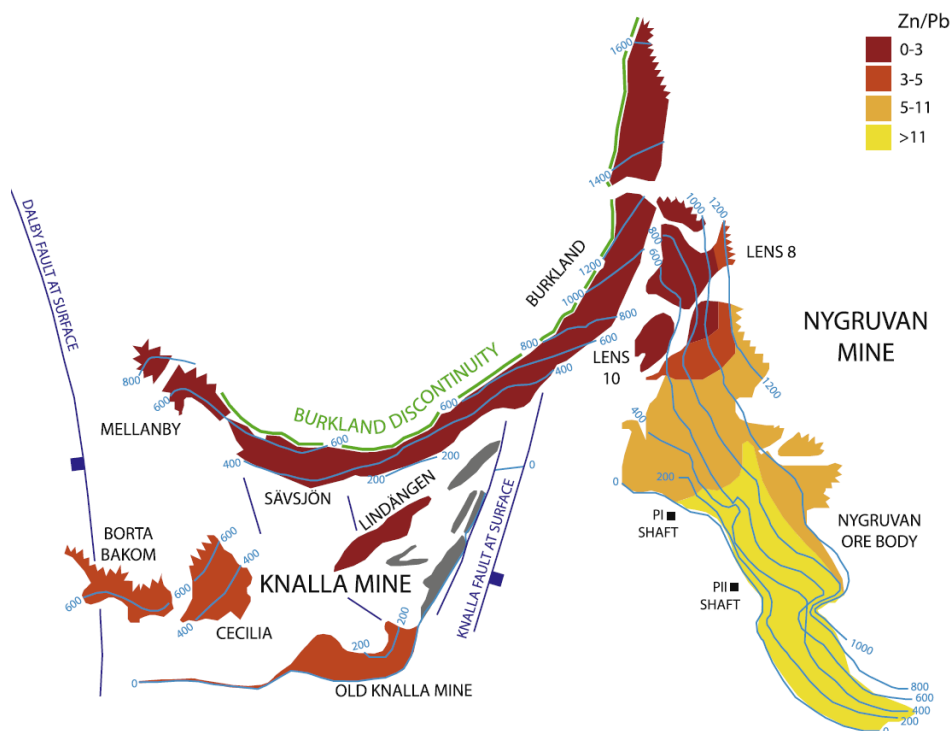 Zn/Pb
0-3
3-5
5-11
>11
1600
1400
DALBY FAULT AT SURFACE
BURKLAND
1200
1000
800
600
400
1000
1200
800
600
LENS 8
NYGRUVAN
MINE
LENS
10
1200
BURKLAND DISCONTINUITY
800
600
MELLANBY
600
600
400
200
200
SÄVSJÖN
LINDÄNGEN
0
KNALLA FAULT AT SURFACE
0
200
PI
SHAFT
NYGRUVAN
ORE BODY
BORTA
BAKOM
600
400
600
600
400
CECILIA
KNALLA MINE
PII
SHAFT
200
200
0
OLD KNALLA MINE
1000
800
600
400
200
0